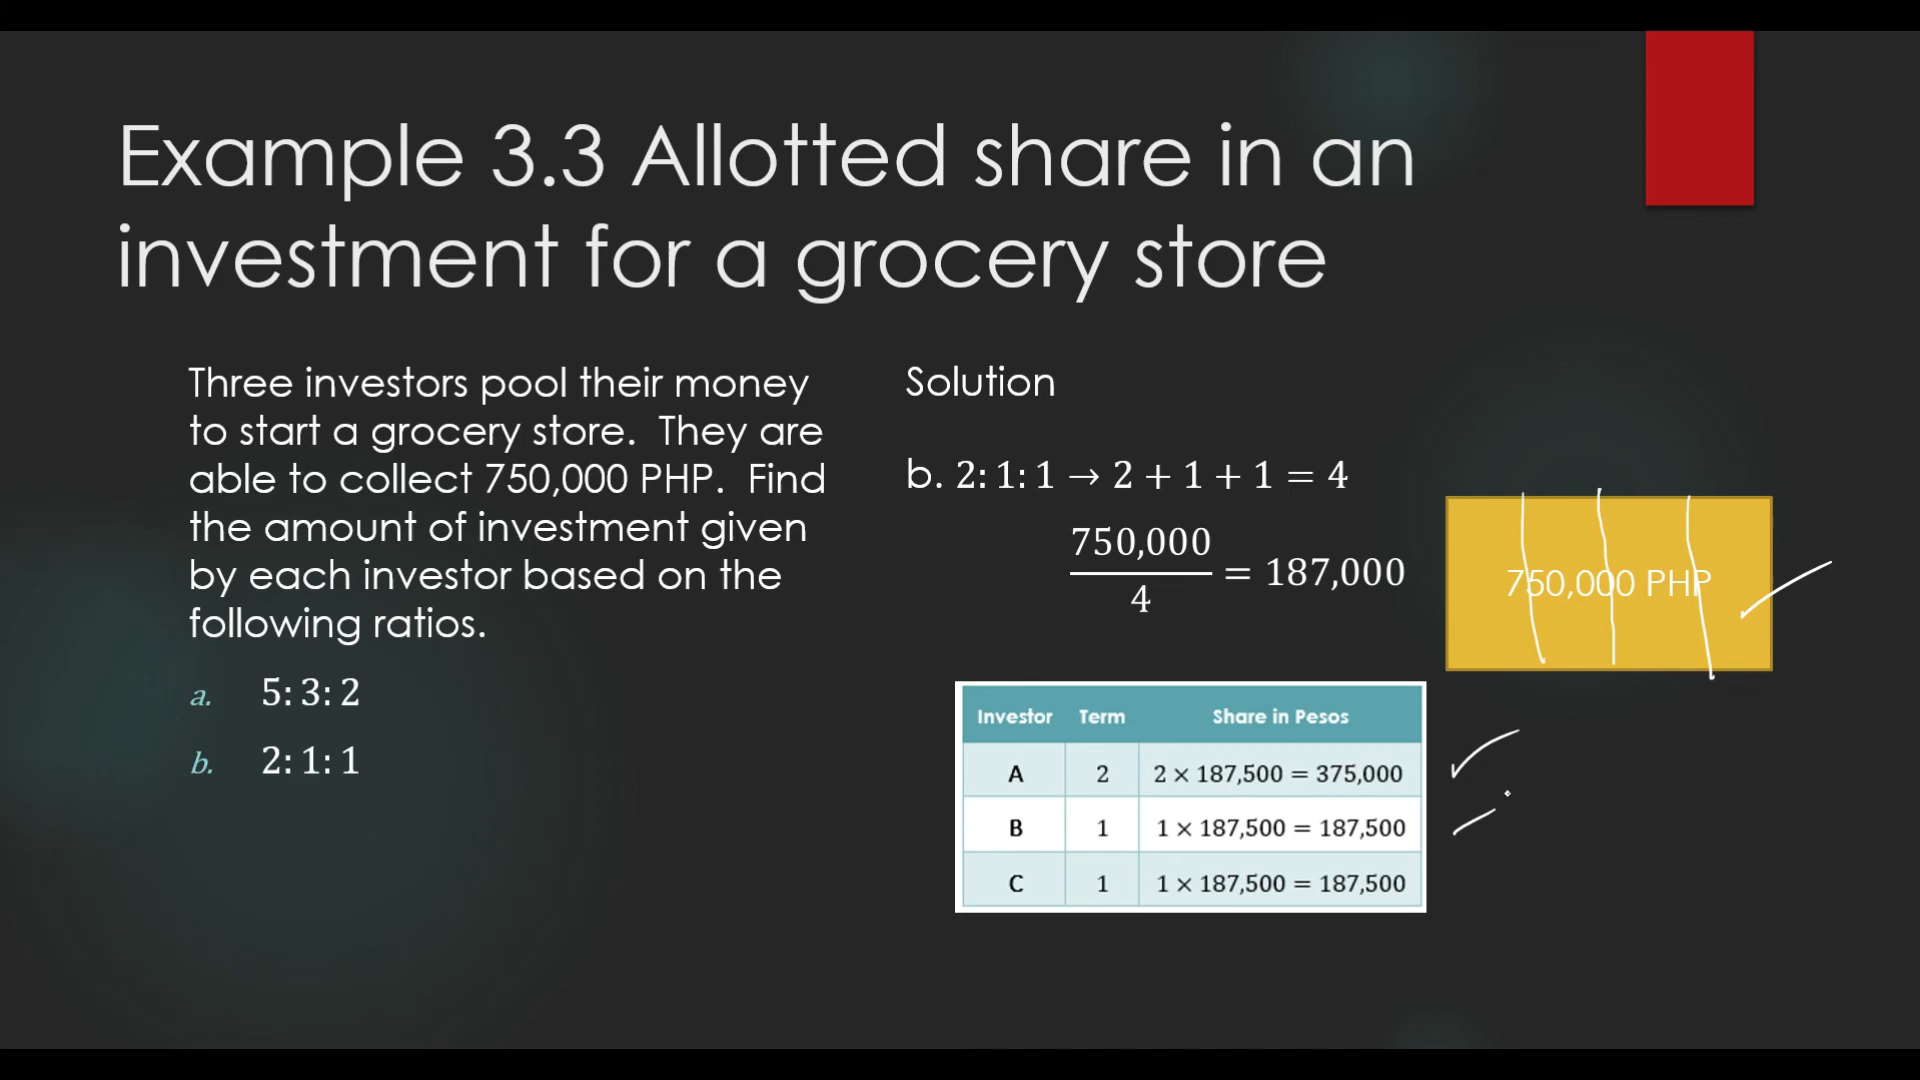 Example 3.3 Allotted share in an
investment for a grocery store
Three investors pool their money
to start a grocery store. They are
able to collect 750,000 PHP. Find
the amount of investment given
by each investor based on the
following ratios.
a. 5: 3: 2
b. 2: 1: 1
Solution
b. 2: 1: 1 → 2 + 1 + 1 = 4
750,000
4
= 187,000
750,000 PHP
Investor Term Share in Pesos
A 2 2 × 187,500 = 375,000
B 1 1 × 187,500 = 187,500
C 1 1 × 187,500 = 187,500